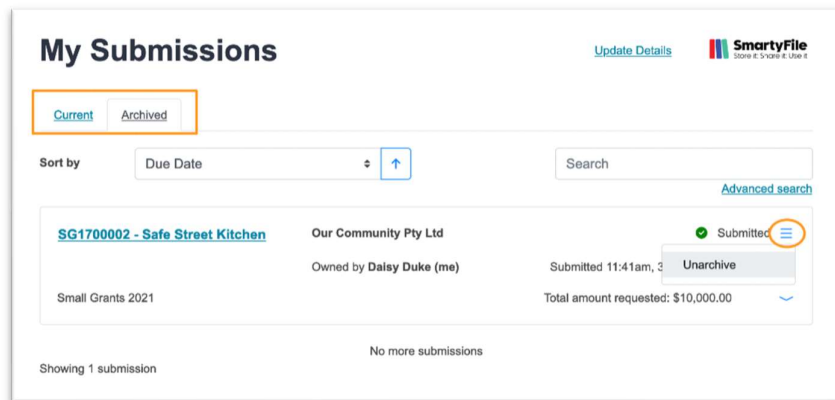 My Submissions
Update Details
SmartyFile
Store it: Share it: Use it
Current
Archived
Sort by
Due Date
Search
Advanced search
SG1700002 - Safe Street Kitchen
Our Community Pty Ltd
Submitted
Owned by Daisy Duke (me)
Submitted 11:41am, 3
Unarchive
Small Grants 2021
Total amount requested: $10,000.00
No more submissions
Showing 1 submission